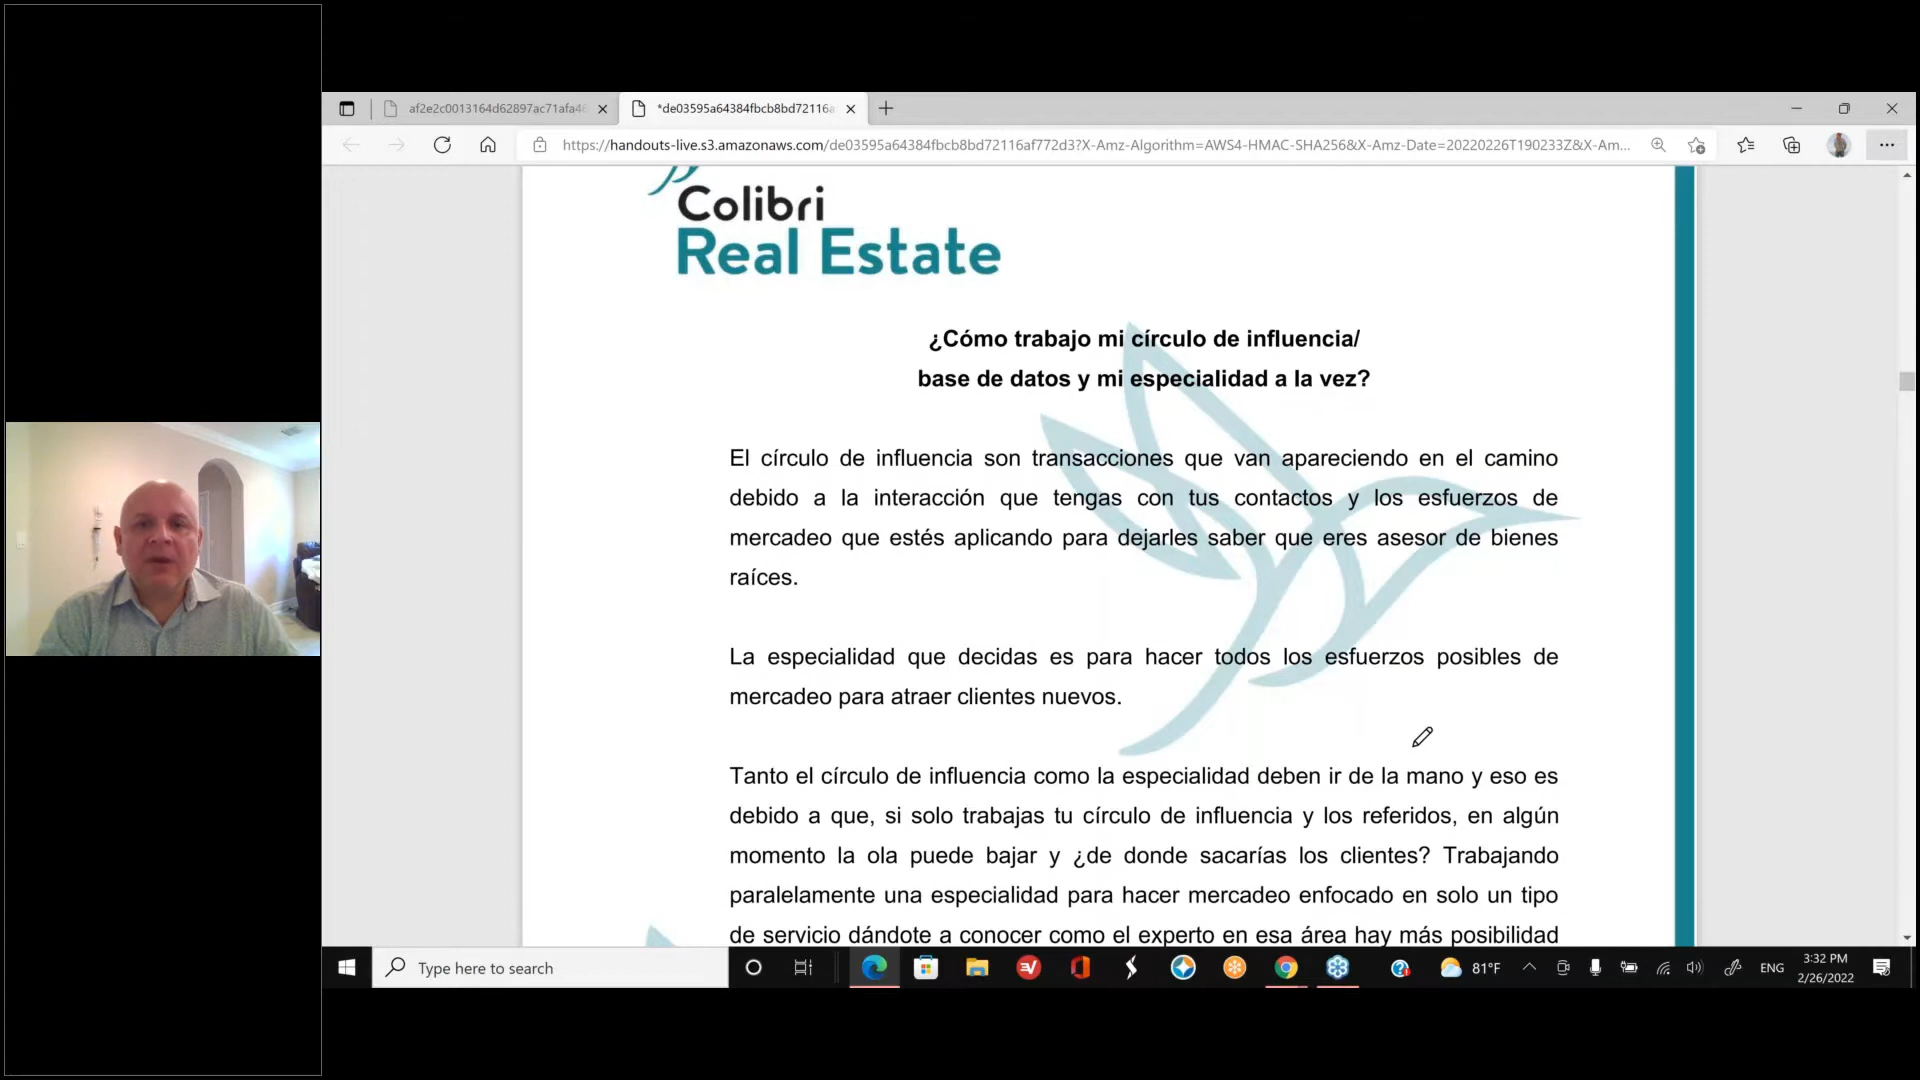 af2e2c0013164d62897ac71afa4
*de03595a64384fbcb8bd72116a
https://handouts-live.s3.amazonaws.com/de03595a64384fbcb8bd72116af772d3?X-Amz-Algorithm=AWS4-HMAC-SHA256&X-Amz-Date=20220226T190233Z&X-Am...
Colibri
Real Estate
¿Cómo trabajo mi círculo de influencia/
base de datos y mi especialidad a la vez?
El círculo de influencia son transacciones que van apareciendo en el camino
debido a la interacción que tengas con tus contactos y los esfuerzos de
mercadeo que estés aplicando para dejarles saber que eres asesor de bienes
raíces.
La especialidad que decidas es para hacer todos los esfuerzos posibles de
mercadeo para atraer clientes nuevos.
Tanto el círculo de influencia como la especialidad deben ir de la mano y eso es
debido a que, si solo trabajas tu círculo de influencia y los referidos, en algún
momento la ola puede bajar y ¿de donde sacarías los clientes? Trabajando
paralelamente una especialidad para hacer mercadeo enfocado en solo un tipo
de servicio dándote a conocer como el experto en esa área hay más posibilidad
Type here to search
81°F
ENG
3:32 PM
2/26/2022